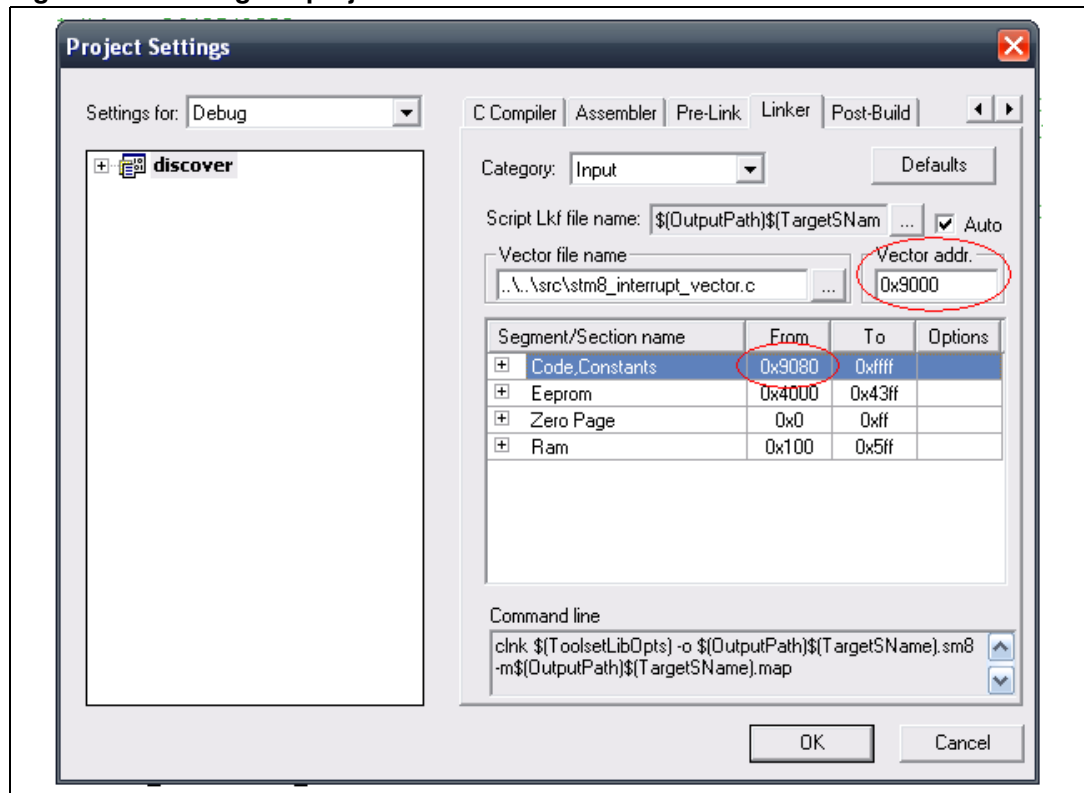 Project Settings
Settings for: Debug
discover
C Compiler Assembler Pre-Link Linker Post-Build
Category: Input Defaults
Script Lkf file name: $(OutputPath)$(TargetSNam ... Auto
Vector file name Vector addr.
..\..\src\stm8_interrupt_vector.c ... 0x9000
Segment/Section name From To Options
Code,Constants 0x9080 0xffff
Eeprom 0x4000 0x43ff
Zero Page 0x0 0xff
Ram 0x100 0x5ff
Command line
clnk $(ToolsetLibOpts) -o $(OutputPath)$(TargetSName).sm8
-m$(OutputPath)$(TargetSName).map
OK Cancel